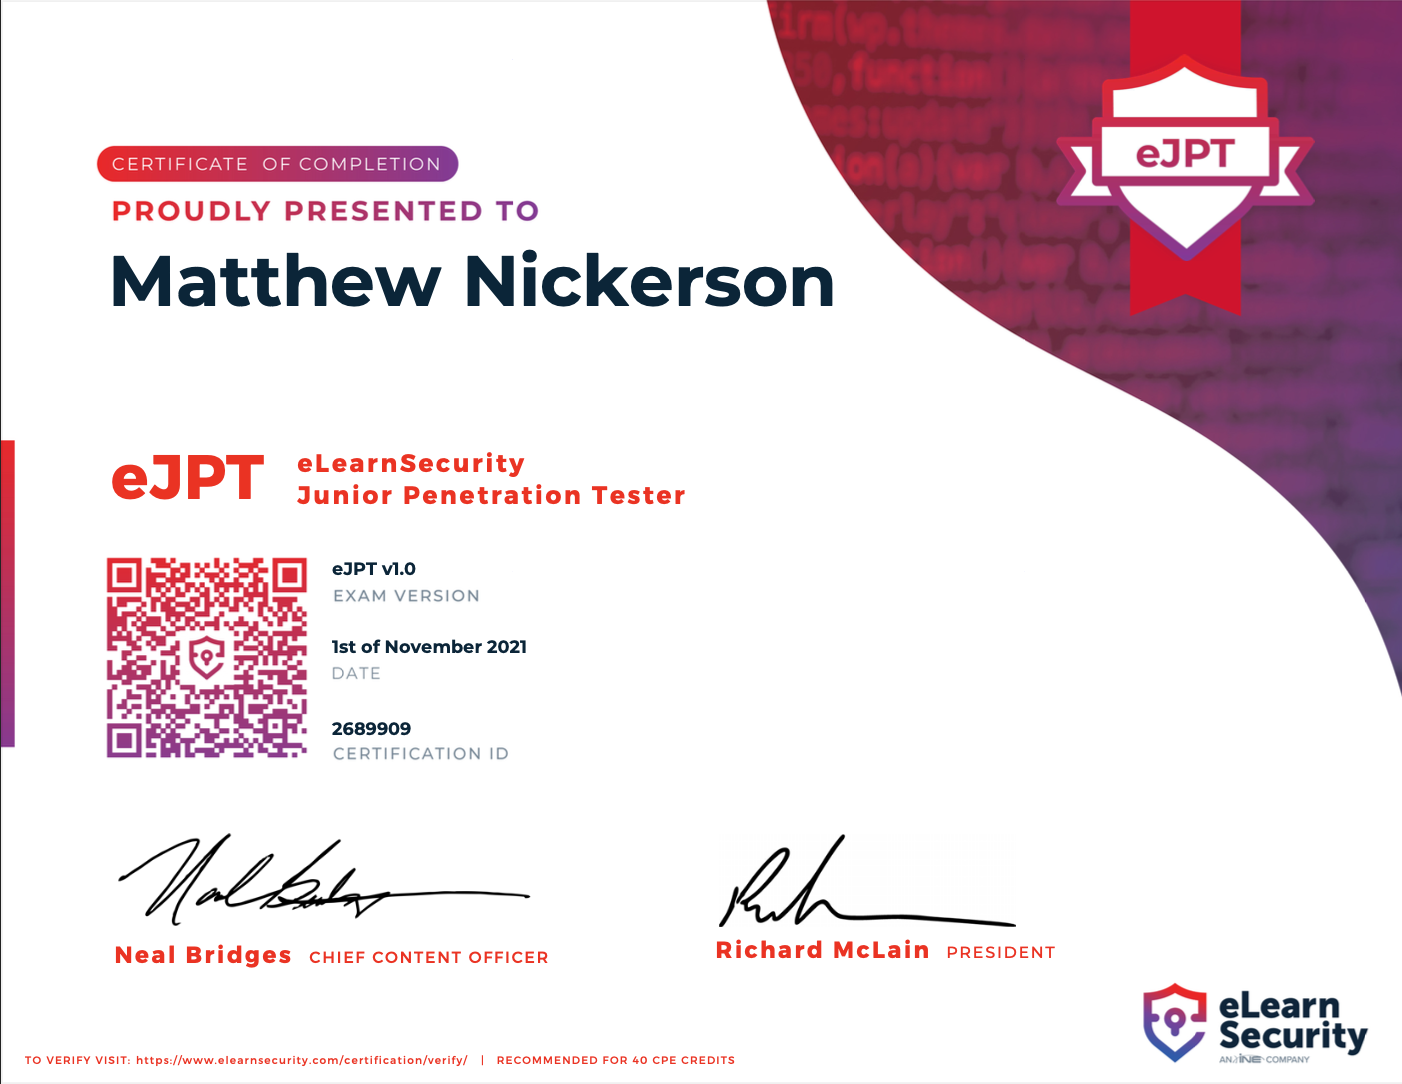 eJPT
CERTIFICATE OF COMPLETION
PROUDLY PRESENTED TO
Matthew Nickerson
eJPT
eLearnSecurity
Junior Penetration Tester
eJPT v1.0
EXAM VERSION
1st of November 2021
DATE
2689909
CERTIFICATION ID
Neal Bridges CHIEF CONTENT OFFICER
Richard McLain PRESIDENT
eLearn
Security
AN INE COMPANY
TO VERIFY VISIT: https://www.elearnsecurity.com/certification/verify/ | RECOMMENDED FOR 40 CPE CREDITS